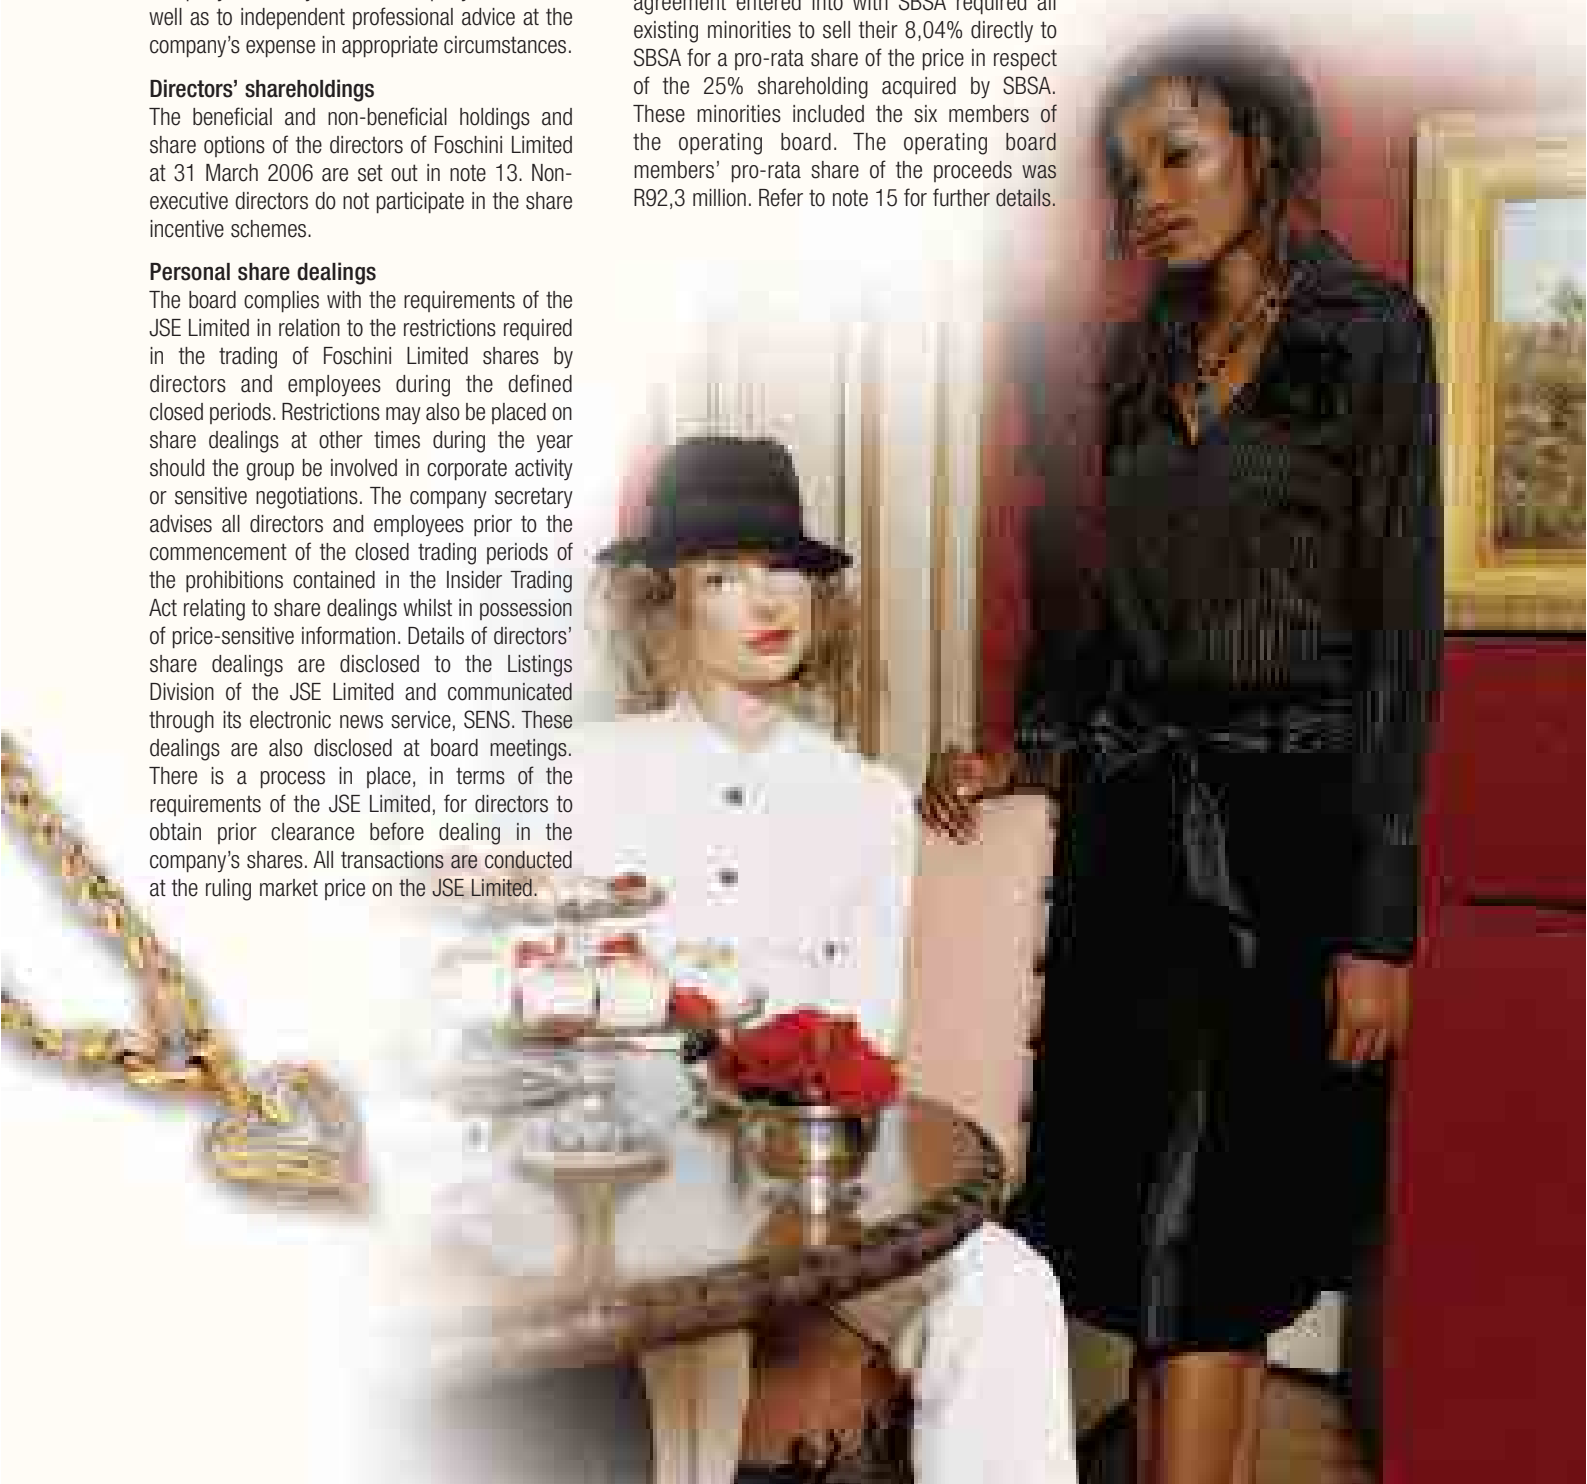 well as to independent professional advice at the
company's expense in appropriate circumstances.
Directors' shareholdings
The beneficial and non-beneficial holdings and
share options of the directors of Foschini Limited
at 31 March 2006 are set out in note 13. Non-
executive directors do not participate in the share
incentive schemes.
Personal share dealings
The board complies with the requirements of the
JSE Limited in relation to the restrictions required
in the trading of Foschini Limited shares by
directors and employees during the defined
closed periods. Restrictions may also be placed on
share dealings at other times during the year
should the group be involved in corporate activity
or sensitive negotiations. The company secretary
advises all directors and employees prior to the
commencement of the closed trading periods of
the prohibitions contained in the Insider Trading
Act relating to share dealings whilst in possession
of price-sensitive information. Details of directors'
share dealings are disclosed to the Listings
Division of the JSE Limited and communicated
through its electronic news service, SENS. These
dealings are also disclosed at board meetings.
There is a process in place, in terms of the
requirements of the JSE Limited, for directors to
obtain prior clearance before dealing in the
company's shares. All transactions are conducted
at the ruling market price on the JSE Limited.
agreement entered into with SBSA required all
existing minorities to sell their 8,04% directly to
SBSA for a pro-rata share of the price in respect
of the 25% shareholding acquired by SBSA.
These minorities included the six members of
the operating board. The operating board
members' pro-rata share of the proceeds was
R92,3 million. Refer to note 15 for further details.